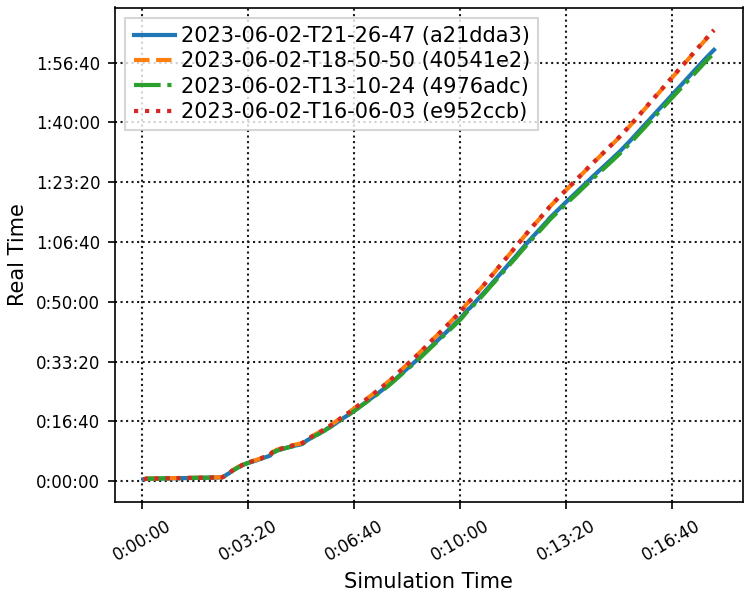 2023-06-02-T21-26-47 (a21dda3)
2023-06-02-T18-50-50 (40541e2)
2023-06-02-T13-10-24 (4976adc)
2023-06-02-T16-06-03 (e952ccb)
1:56:40
1:40:00
1:23:20
1:06:40
0:50:00
0:33:20
0:16:40
0:00:00
Real Time
0:00:00
0:03:20
0:06:40
0:10:00
0:13:20
0:16:40
Simulation Time